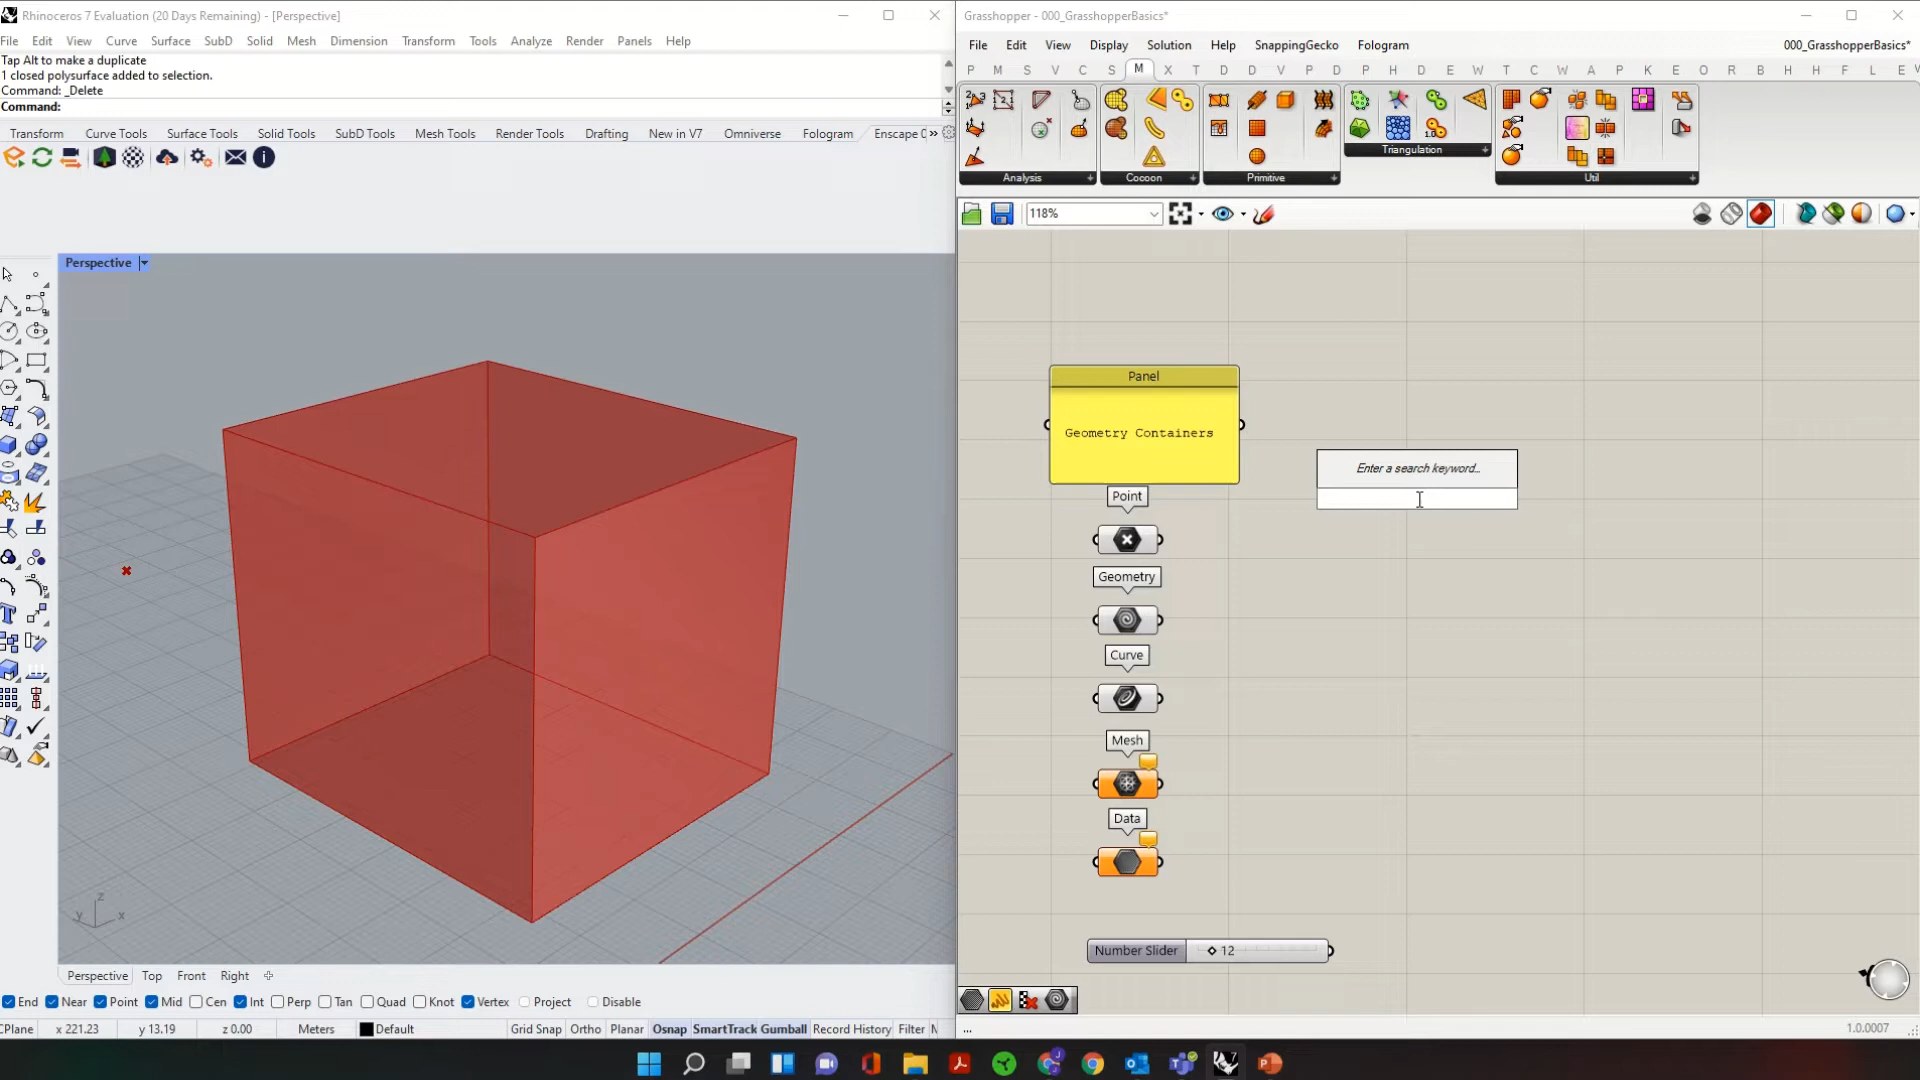 Rhinoceros 7 Evaluation (20 Days Remaining) - [Perspective]
File Edit View Curve Surface SubD Solid Mesh Dimension Transform Tools Analyze Render Panels Help
Tap Alt to make a duplicate
1 closed polysurface added to selection.
Command: _Delete
Command:
Transform Curve Tools Surface Tools Solid Tools SubD Tools Mesh Tools Render Tools Drafting New in V7 Omniverse Fologram Enscape
Perspective
z
y x
Perspective Top Front Right
End Near Point Mid Cen Int Perp Tan Quad Knot Vertex Project Disable
CPlane x 221.23 y 13.19 z 0.00 Meters Default Grid Snap Ortho Planar Osnap SmartTrack Gumball Record History Filter
Grasshopper - 000_GrasshopperBasics*
File Edit View Display Solution Help SnappingGecko Fologram 000_GrasshopperBasics*
P M S V C S M X T D D V P D P H D E W T C W A P K E A O R B H H F L E
Analysis Cocoon Primitive Triangulation Util
118%
Panel
Geometry Containers
Enter a search keyword...
Point
Geometry
Curve
Mesh
Data
Number Slider 12
... 1.0.0007